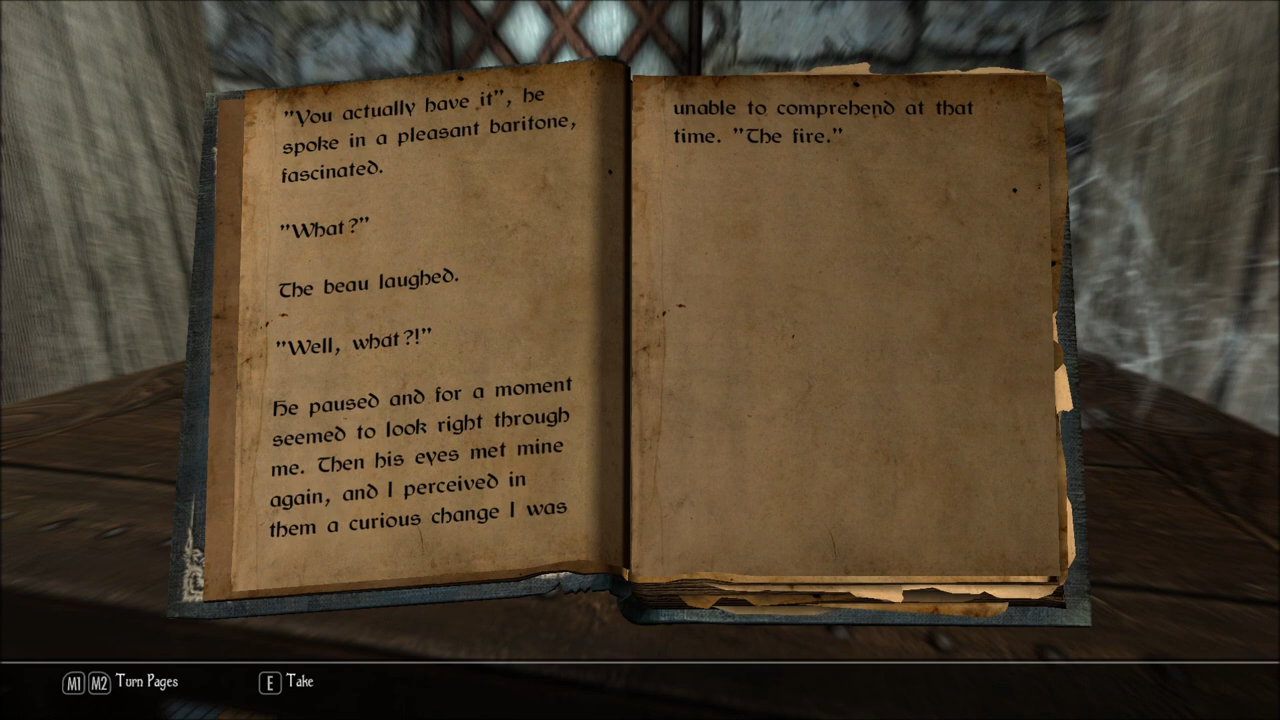 "You actually have it", he
spoke in a pleasant baritone,
fascinated.
"What?"
The beau laughed.
"Well, what?!"
He paused and for a moment
seemed to look right through
me. Then his eyes met mine
again, and I perceived in
them a curious change I was
unable to comprehend at that
time. "The fire."
M1 M2 Turn Pages
E Take